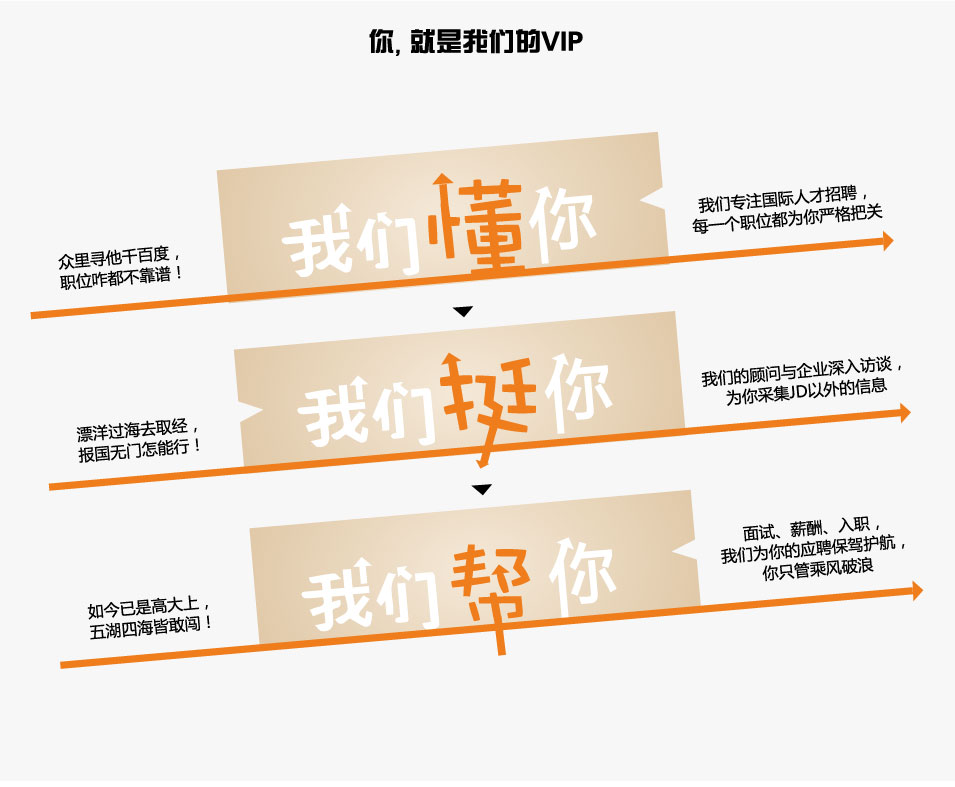 你，就是我们的VIP
众里寻他千百度，
职位咋都不靠谱！
我们懂你
我们专注国际人才招聘，
每一个职位都为你严格把关
漂洋过海去取经，
报国无门怎能行！
我们挺你
我们的顾问与企业深入访谈，
为你采集JD以外的信息
如今已是高大上，
五湖四海皆敢闯！
我们帮你
面试、薪酬、入职，
我们为你的应聘保驾护航，
你只管乘风破浪